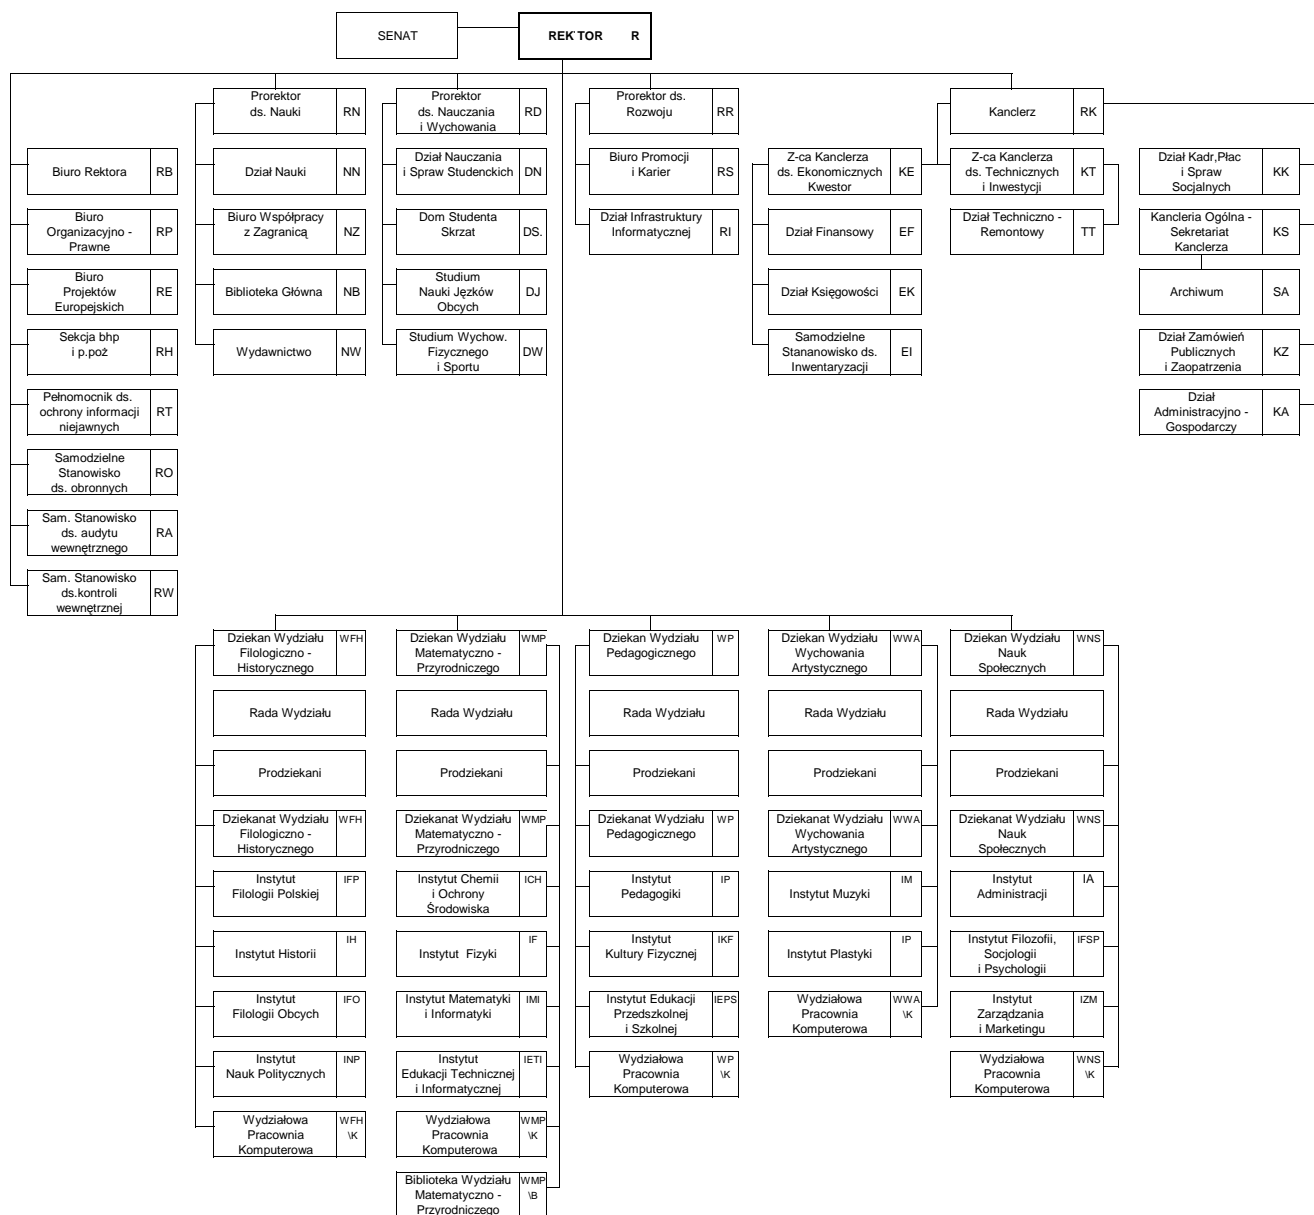 SENAT
REKTOR R
Prorektor
ds. Nauki
RN
Prorektor
ds. Nauczania
i Wychowania
RD
Prorektor ds.
Rozwoju
RR
Kanclerz
RK
Biuro Rektora
RB
Dział Nauki
NN
Dział Nauczania
i Spraw Studenckich
DN
Biuro Promocji
i Karier
RS
Z-ca Kanclerza
ds. Ekonomicznych
Kwestor
KE
Z-ca Kanclerza
ds. Technicznych
i Inwestycji
KT
Dział Kadr,Płac
i Spraw
Socjalnych
KK
Biuro
Organizacyjno -
Prawne
RP
Biuro Współpracy
z Zagranicą
NZ
Dom Studenta
Skrzat
DS.
Dział Infrastruktury
Informatycznej
RI
Dział Finansowy
EF
Dział Techniczno -
Remontowy
TT
Kancleria Ogólna -
Sekretariat
Kanclerza
KS
Biuro
Projektów
Europejskich
RE
Biblioteka Główna
NB
Studium
Nauki Jęzków
Obcych
DJ
Dział Księgowości
EK
Archiwum
SA
Sekcja bhp
i p.poż
RH
Wydawnictwo
NW
Studium Wychow.
Fizycznego
i Sportu
DW
Samodzielne
Stananowisko ds.
Inwentaryzacji
EI
Dział Zamówień
Publicznych
i Zaopatrzenia
KZ
Pełnomocnik ds.
ochrony informacji
niejawnych
RT
Dział
Administracyjno -
Gospodarczy
KA
Samodzielne
Stanowisko
ds. obronnych
RO
Sam. Stanowisko
ds. audytu
wewnętrznego
RA
Sam. Stanowisko
ds.kontroli
wewnętrznej
RW
Dziekan Wydziału
Filologiczno -
Historycznego
WFH
Dziekan Wydziału
Matematyczno -
Przyrodniczego
WMP
Dziekan Wydziału
Pedagogicznego
WP
Dziekan Wydziału
Wychowania
Artystycznego
WWA
Dziekan Wydziału
Nauk
Społecznych
WNS
Rada Wydziału
Rada Wydziału
Rada Wydziału
Rada Wydziału
Rada Wydziału
Prodziekani
Prodziekani
Prodziekani
Prodziekani
Prodziekani
Dziekanat Wydziału
Filologiczno -
Historycznego
WFH
Dziekanat Wydziału
Matematyczno -
Przyrodniczego
WMP
Dziekanat Wydziału
Pedagogicznego
WP
Dziekanat Wydziału
Wychowania
Artystycznego
WWA
Dziekanat Wydziału
Nauk
Społecznych
WNS
Instytut
Filologii Polskiej
IFP
Instytut Chemii
i Ochrony
Środowiska
ICH
Instytut
Pedagogiki
IP
Instytut Muzyki
IM
Instytut
Administracji
IA
Instytut Historii
IH
Instytut Fizyki
IF
Instytut
Kultury Fizycznej
IKF
Instytut Plastyki
IP
Instytut Filozofii,
Socjologii
i Psychologii
IFSP
Instytut
Filologii Obcych
IFO
Instytut Matematyki
i Informatyki
IMI
Instytut Edukacji
Przedszkolnej
i Szkolnej
IEPS
Wydziałowa
Pracownia
Komputerowa
WWA
\K
Instytut
Zarządzania
i Marketingu
IZM
Instytut
Nauk Politycznych
INP
Instytut
Edukacji Technicznej
i Informatycznej
IETI
Wydziałowa
Pracownia
Komputerowa
WP
\K
Wydziałowa
Pracownia
Komputerowa
WNS
\K
Wydziałowa
Pracownia
Komputerowa
WFH
\K
Wydziałowa
Pracownia
Komputerowa
WMP
\K
Biblioteka Wydziału
Matematyczno -
Przyrodniczego
WMP
\B